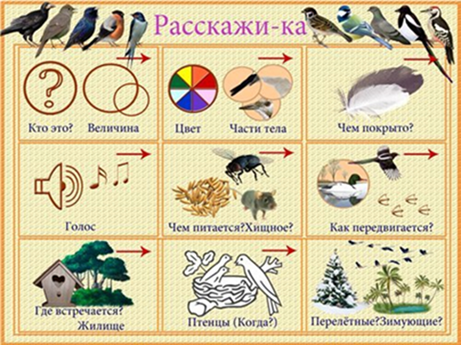 Расскажи-ка
Кто это? Величина
Цвет Части тела
Чем покрыто?
Голос
Чем питается?Хищное?
Как передвигается?
Где встречается?
Жилище
Птенцы (Когда?)
Перелётные?Зимующие?